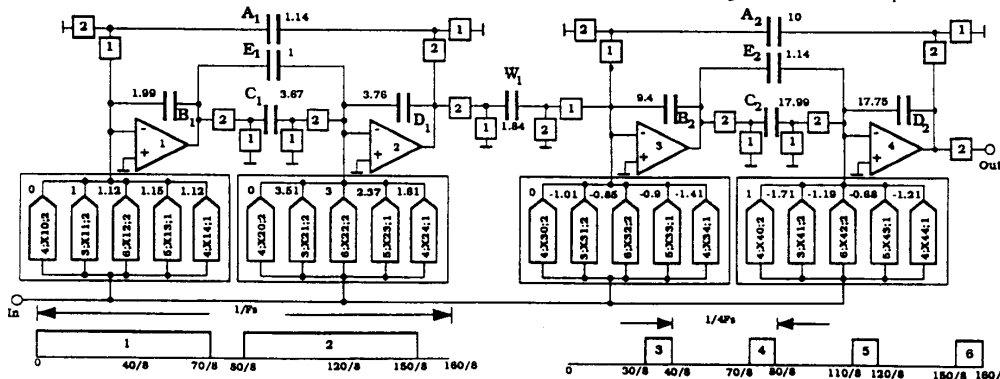 A1 1.14 A2 10
2 1 2 1 2 1 2 1
E1 1 E2 1.14
1.99 B1 C1 3.67 3.76 D1 W1 1.84 9.4 B2 C2 17.99 17.75 D2
2 2 1 1 2 2 1 2 2 1 1 2
- + 1 - + 2 - + 3 - + 4
Out
0 1 1.12 1.15 1.12 0 3.51 3 2.37 1.61 0 -1.01 -0.85 -0.9 -1.41 1 -1.71 -1.19 -0.68 -1.21
4;X10;2 3;X11;2 6;X12;2 5;X13;1 4;X14;1 4;X20;2 3;X21;2 6;X22;2 5;X23;1 4;X24;1 4;X30;2 3;X31;2 6;X32;2 5;X33;1 4;X34;1 4;X40;2 3;X41;2 6;X42;2 5;X43;1 4;X44;1
In
1/Fs 1/4Fs
1 2 3 4 5 6
0 40/8 70/8 80/8 120/8 150/8 160/8 0 30/8 40/8 70/8 80/8 110/8 120/8 150/8 160/8